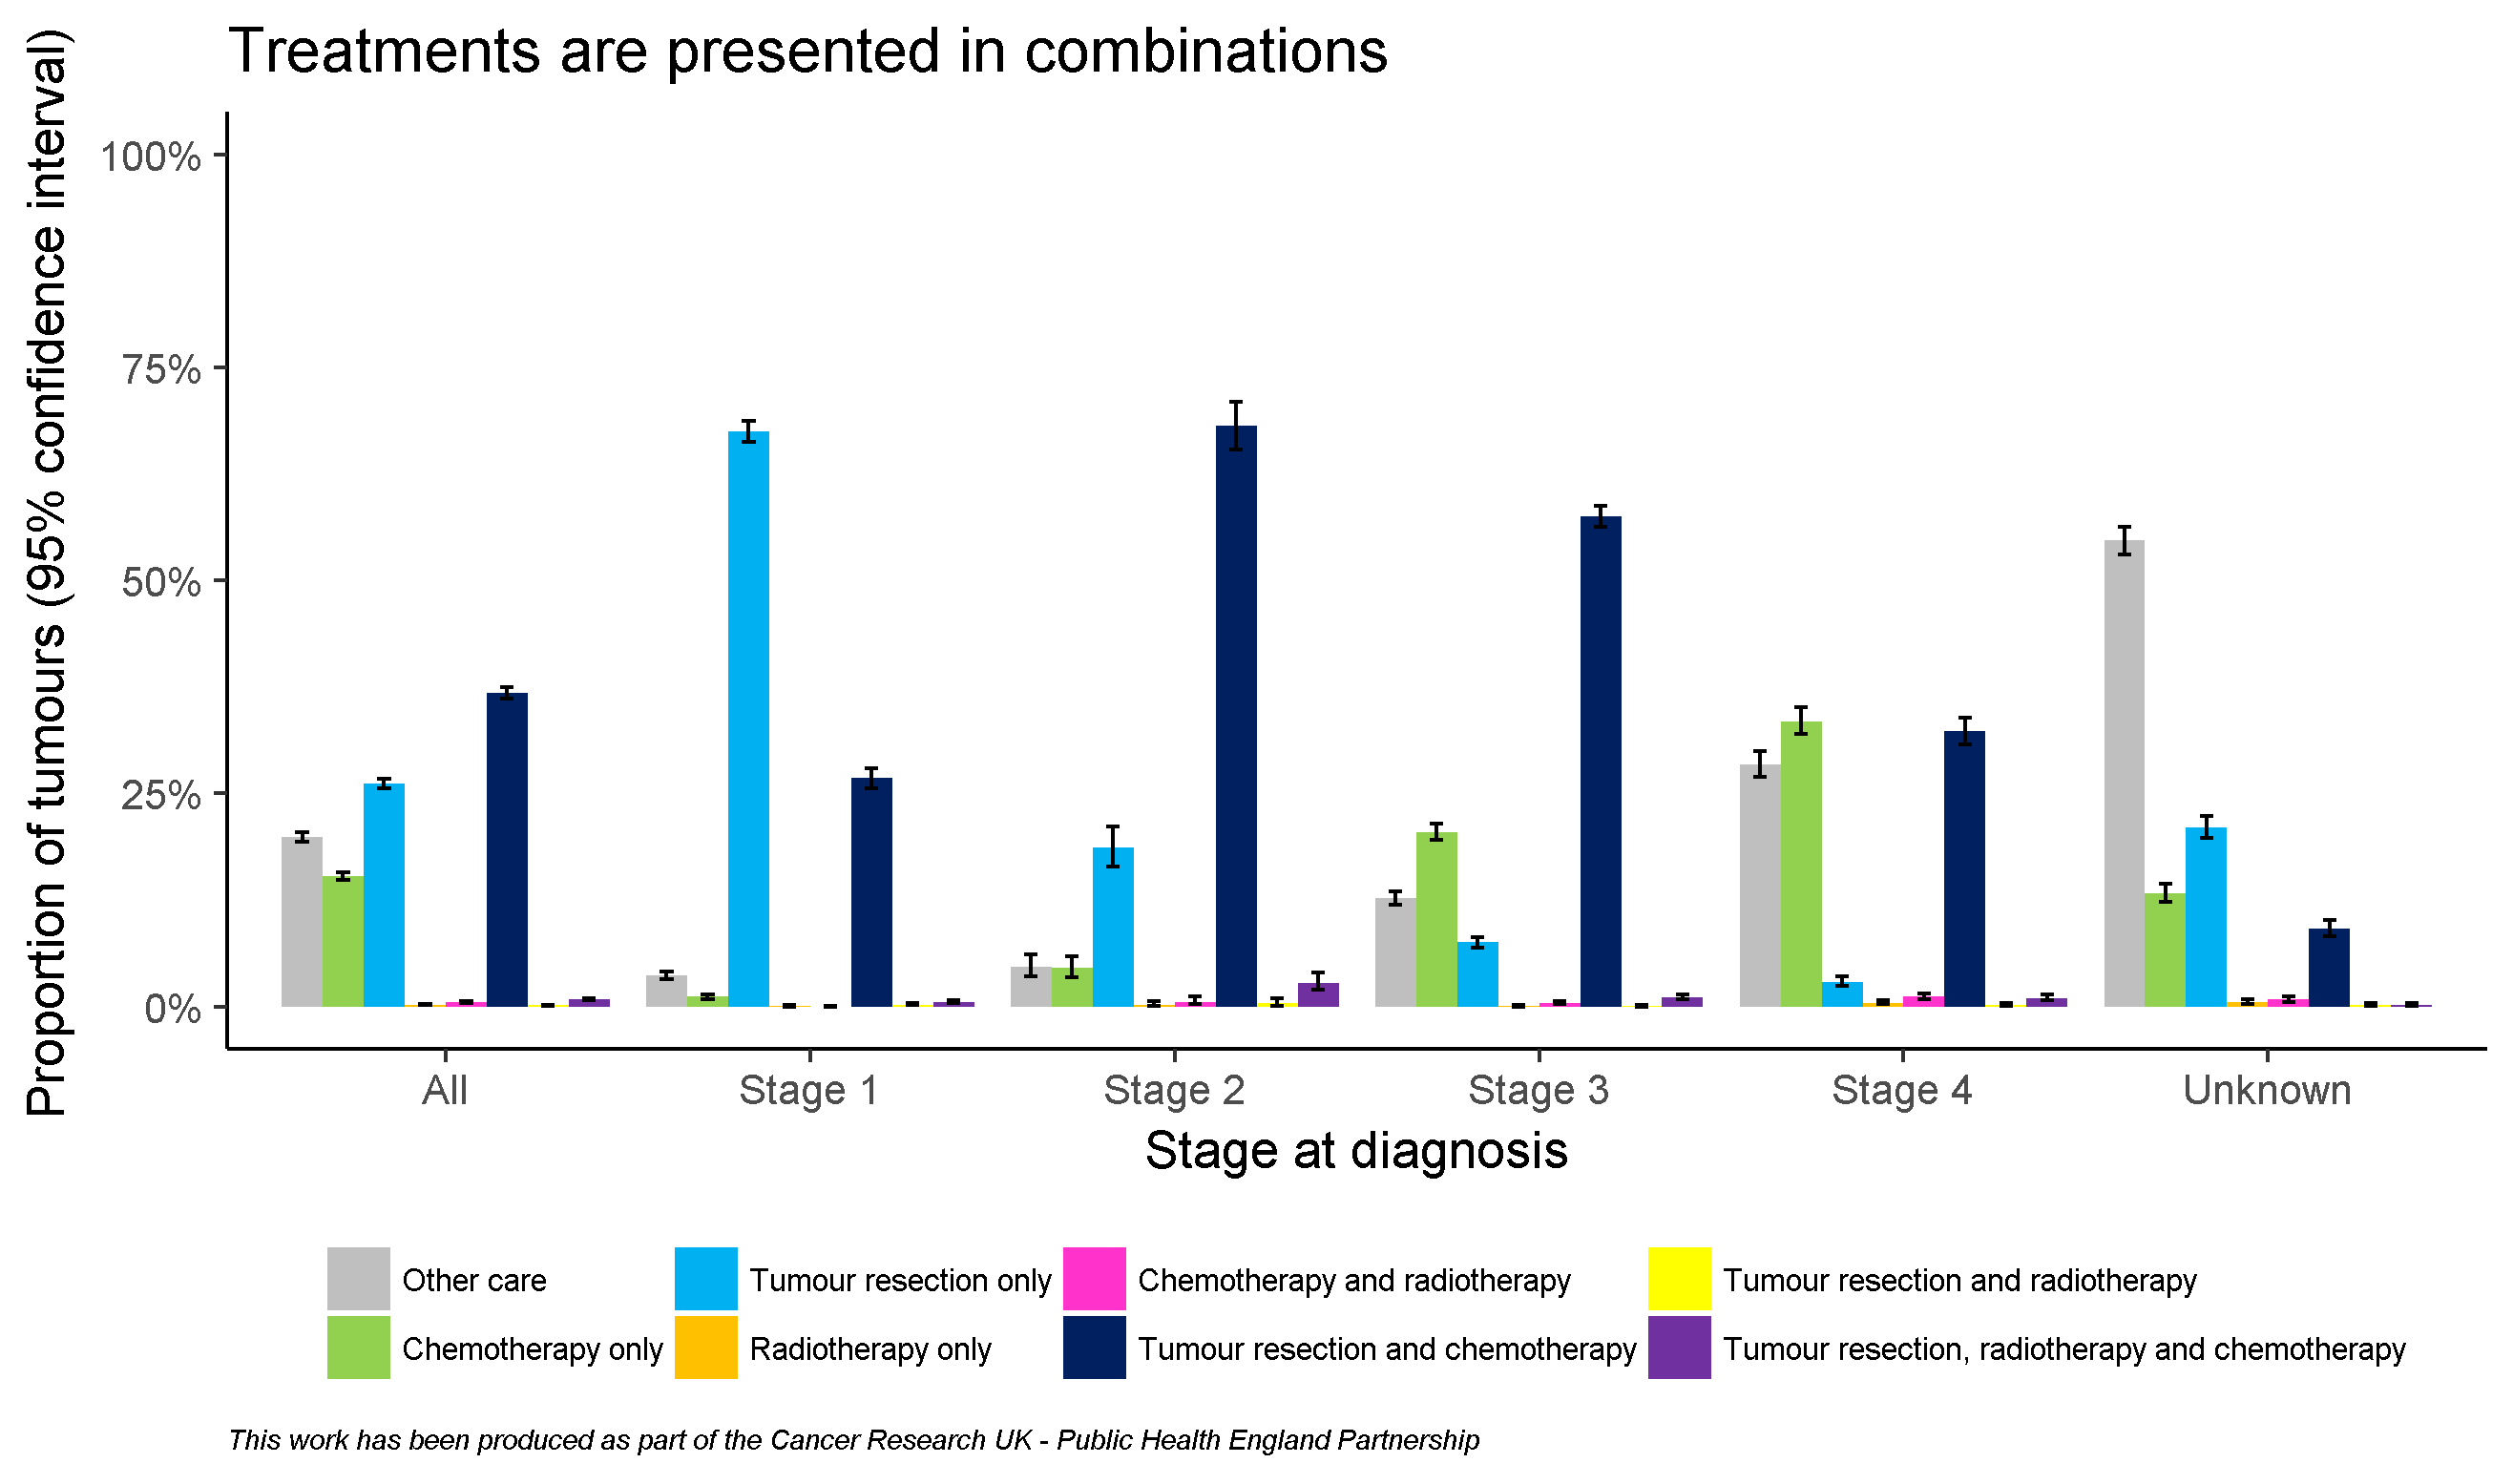 Treatments are presented in combinations
Proportion of tumours (95% confidence interval)
100%
75%
50%
25%
0%
All
Stage 1
Stage 2
Stage 3
Stage 4
Unknown
Stage at diagnosis
Other care
Tumour resection only
Chemotherapy and radiotherapy
Tumour resection and radiotherapy
Chemotherapy only
Radiotherapy only
Tumour resection and chemotherapy
Tumour resection, radiotherapy and chemotherapy
This work has been produced as part of the Cancer Research UK - Public Health England Partnership